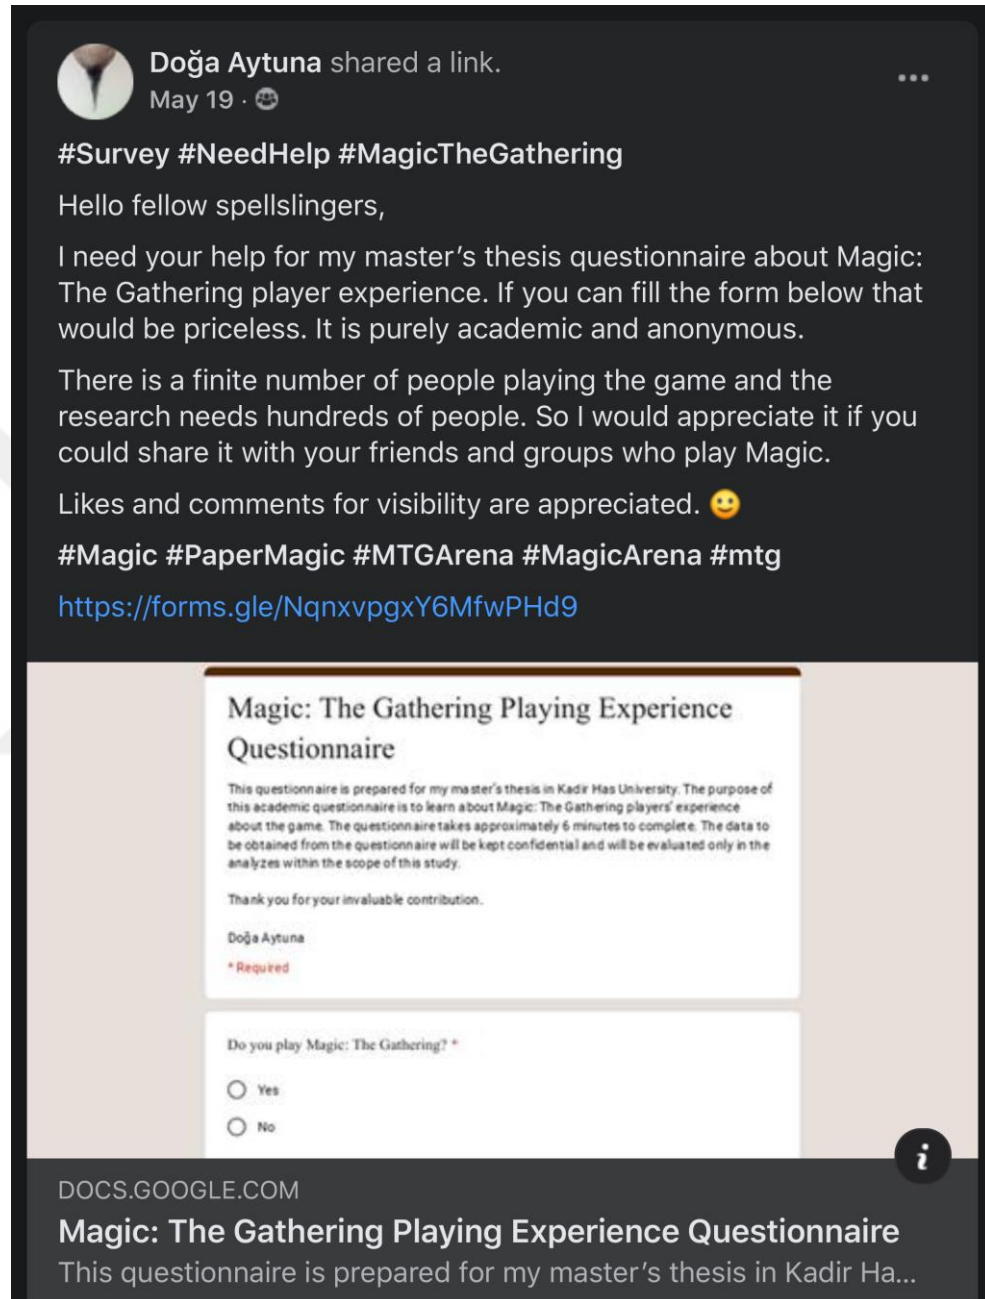 Doğa Aytuna shared a link.
May 19 ·
#Survey #NeedHelp #MagicTheGathering
Hello fellow spellslingers,
I need your help for my master’s thesis questionnaire about Magic:
The Gathering player experience. If you can fill the form below that
would be priceless. It is purely academic and anonymous.
There is a finite number of people playing the game and the
research needs hundreds of people. So I would appreciate it if you
could share it with your friends and groups who play Magic.
Likes and comments for visibility are appreciated. 🙂
#Magic #PaperMagic #MTGArena #MagicArena #mtg
https://forms.gle/NqnxvpgxY6MfwPHd9
Magic: The Gathering Playing Experience
Questionnaire
This questionnaire is prepared for my master's thesis in Kadir Has University. The purpose of
this academic questionnaire is to learn about Magic: The Gathering players' experience
about the game. The questionnaire takes approximately 6 minutes to complete. The data to
be obtained from the questionnaire will be kept confidential and will be evaluated only in the
analyzes within the scope of this study.
Thank you for your invaluable contribution.
Doğa Aytuna
* Required
Do you play Magic: The Gathering? *
Yes
No
i
DOCS.GOOGLE.COM
Magic: The Gathering Playing Experience Questionnaire
This questionnaire is prepared for my master’s thesis in Kadir Ha...